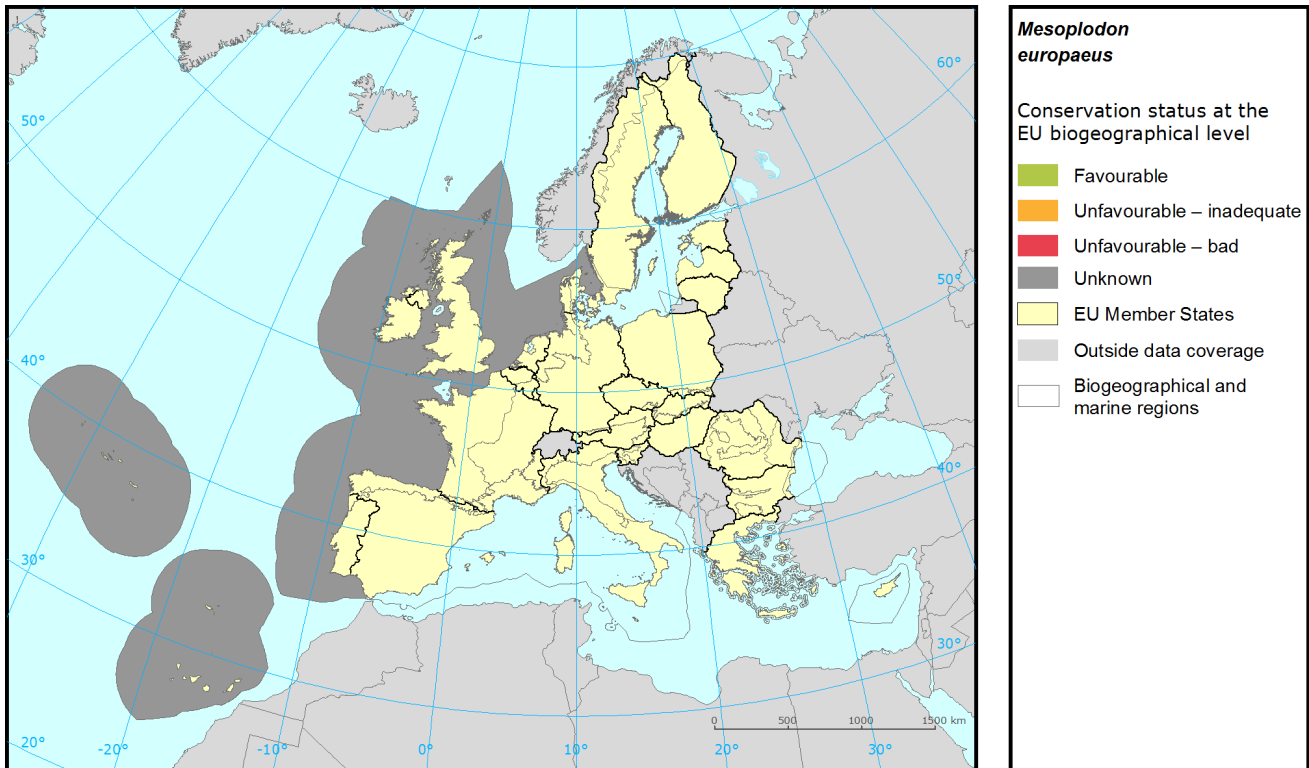 Mesoplodon
europaeus
Conservation status at the
EU biogeographical level
Favourable
Unfavourable – inadequate
Unfavourable – bad
Unknown
EU Member States
Outside data coverage
Biogeographical and
marine regions
60°
50°
50°
40°
40°
30°
30°
0 500 1000 1500 km
20° -20° -10° 0° 10° 20° 30°